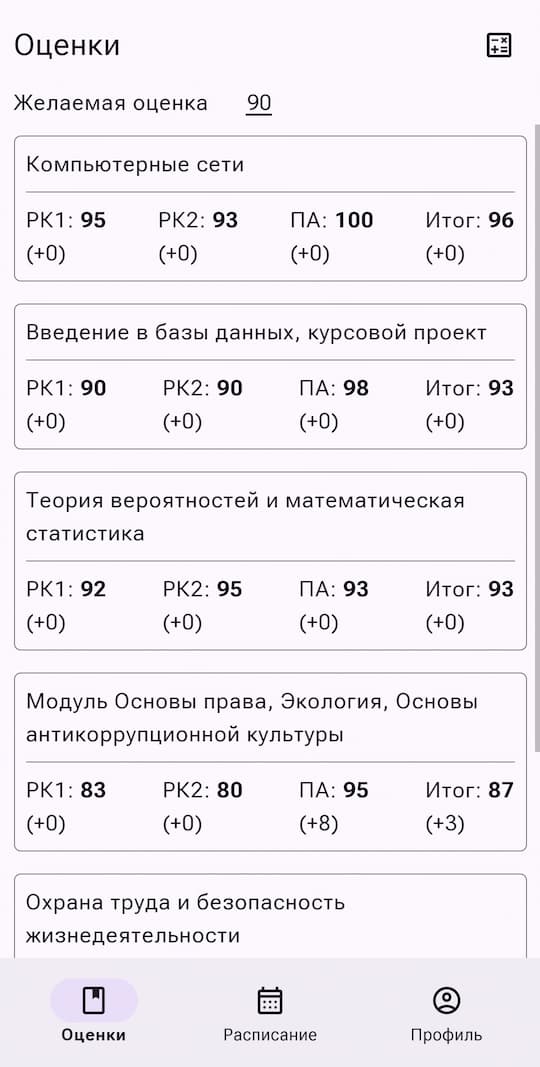 Оценки
Желаемая оценка 90
Компьютерные сети
РК1: 95 РК2: 93 ПА: 100 Итог: 96
(+0) (+0) (+0) (+0)
Введение в базы данных, курсовой проект
РК1: 90 РК2: 90 ПА: 98 Итог: 93
(+0) (+0) (+0) (+0)
Теория вероятностей и математическая
статистика
РК1: 92 РК2: 95 ПА: 93 Итог: 93
(+0) (+0) (+0) (+0)
Модуль Основы права, Экология, Основы
антикоррупционной культуры
РК1: 83 РК2: 80 ПА: 95 Итог: 87
(+0) (+0) (+8) (+3)
Охрана труда и безопасность
жизнедеятельности
Оценки Расписание Профиль